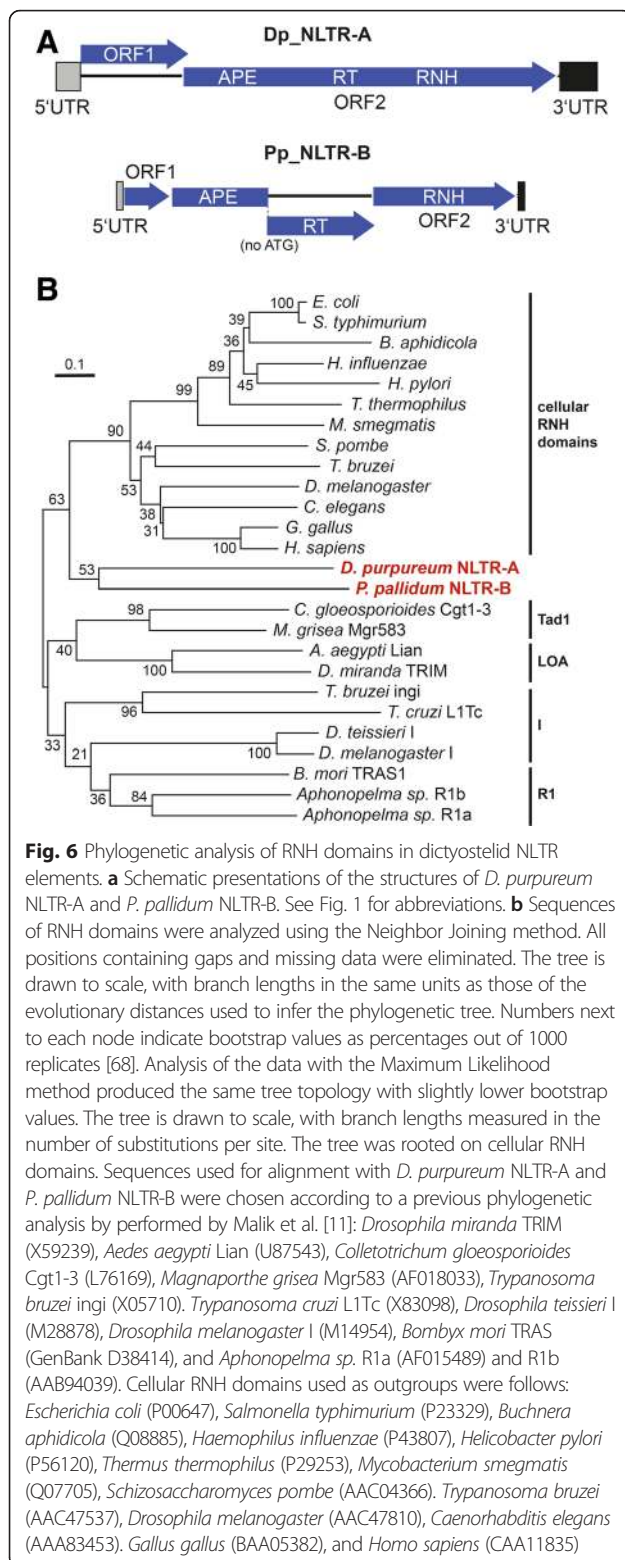 A
Dp_NLTR-A
ORF1
APE RT RNH
5'UTR
ORF2
3'UTR
Pp_NLTR-B
ORF1
APE
RNH
5'UTR
RT
ORF2
3'UTR
(no ATG)
B
0.1
100
E. coli
S. typhimurium
39
36
B. aphidicola
89
H. influenzae
45
H. pylori
99
T. thermophilus
M. smegmatis
90
44
S. pombe
T. bruzei
53
D. melanogaster
38
C. elegans
31
G. gallus
100
H. sapiens
cellular
RNH
domains
63
53
D. purpureum NLTR-A
P. pallidum NLTR-B
98
C. gloeosporioides Cgt1-3
M. grisea Mgr583
Tad1
40
A. aegypti Lian
100
D. miranda TRIM
LOA
T. bruzei ingi
96
T. cruzi L1Tc
33
21
D. teissieri I
100
D. melanogaster I
I
36
B. mori TRAS1
84
Aphonopelma sp. R1b
Aphonopelma sp. R1a
R1
Fig. 6 Phylogenetic analysis of RNH domains in dictyostelid NLTR
elements. a Schematic presentations of the structures of D. purpureum
NLTR-A and P. pallidum NLTR-B. See Fig. 1 for abbreviations. b Sequences
of RNH domains were analyzed using the Neighbor Joining method. All
positions containing gaps and missing data were eliminated. The tree is
drawn to scale, with branch lengths in the same units as those of the
evolutionary distances used to infer the phylogenetic tree. Numbers next
to each node indicate bootstrap values as percentages out of 1000
replicates [68]. Analysis of the data with the Maximum Likelihood
method produced the same tree topology with slightly lower bootstrap
values. The tree is drawn to scale, with branch lengths measured in the
number of substitutions per site. The tree was rooted on cellular RNH
domains. Sequences used for alignment with D. purpureum NLTR-A and
P. pallidum NLTR-B were chosen according to a previous phylogenetic
analysis by performed by Malik et al. [11]: Drosophila miranda TRIM
(X59239), Aedes aegypti Lian (U87543), Colletotrichum gloeosporioides
Cgt1-3 (L76169), Magnaporthe grisea Mgr583 (AF018033), Trypanosoma
bruzei ingi (X05710). Trypanosoma cruzi L1Tc (X83098), Drosophila teissieri I
(M28878), Drosophila melanogaster I (M14954), Bombyx mori TRAS
(GenBank D38414), and Aphonopelma sp. R1a (AF015489) and R1b
(AAB94039). Cellular RNH domains used as outgroups were follows:
Escherichia coli (P00647), Salmonella typhimurium (P23329), Buchnera
aphidicola (Q08885), Haemophilus influenzae (P43807), Helicobacter pylori
(P56120), Thermus thermophilus (P29253), Mycobacterium smegmatis
(Q07705), Schizosaccharomyces pombe (AAC04366). Trypanosoma bruzei
(AAC47537), Drosophila melanogaster (AAC47810), Caenorhabditis elegans
(AAA83453). Gallus gallus (BAA05382), and Homo sapiens (CAA11835)